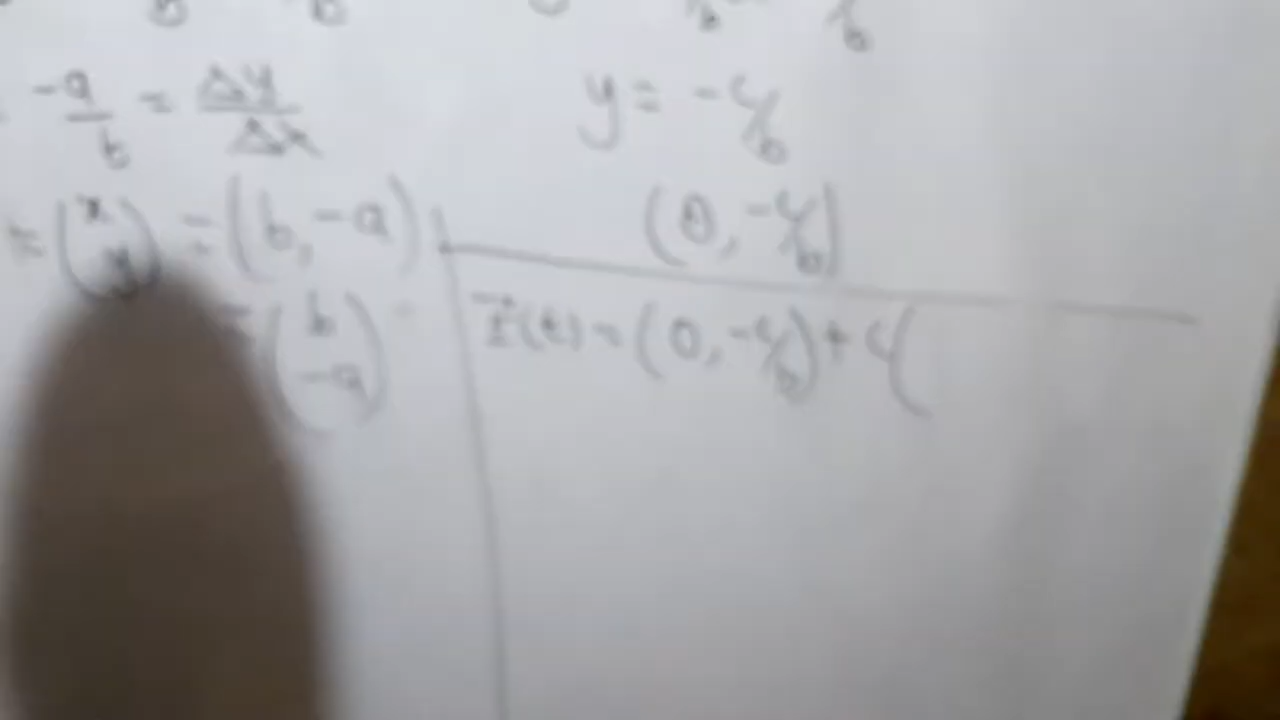 -a/b = Δy/Δx
y = -c/b
= (x y) = (b, -a)
(0, -c/b)
= (b -a)
r⃗(t) = (0, -c/b) + (